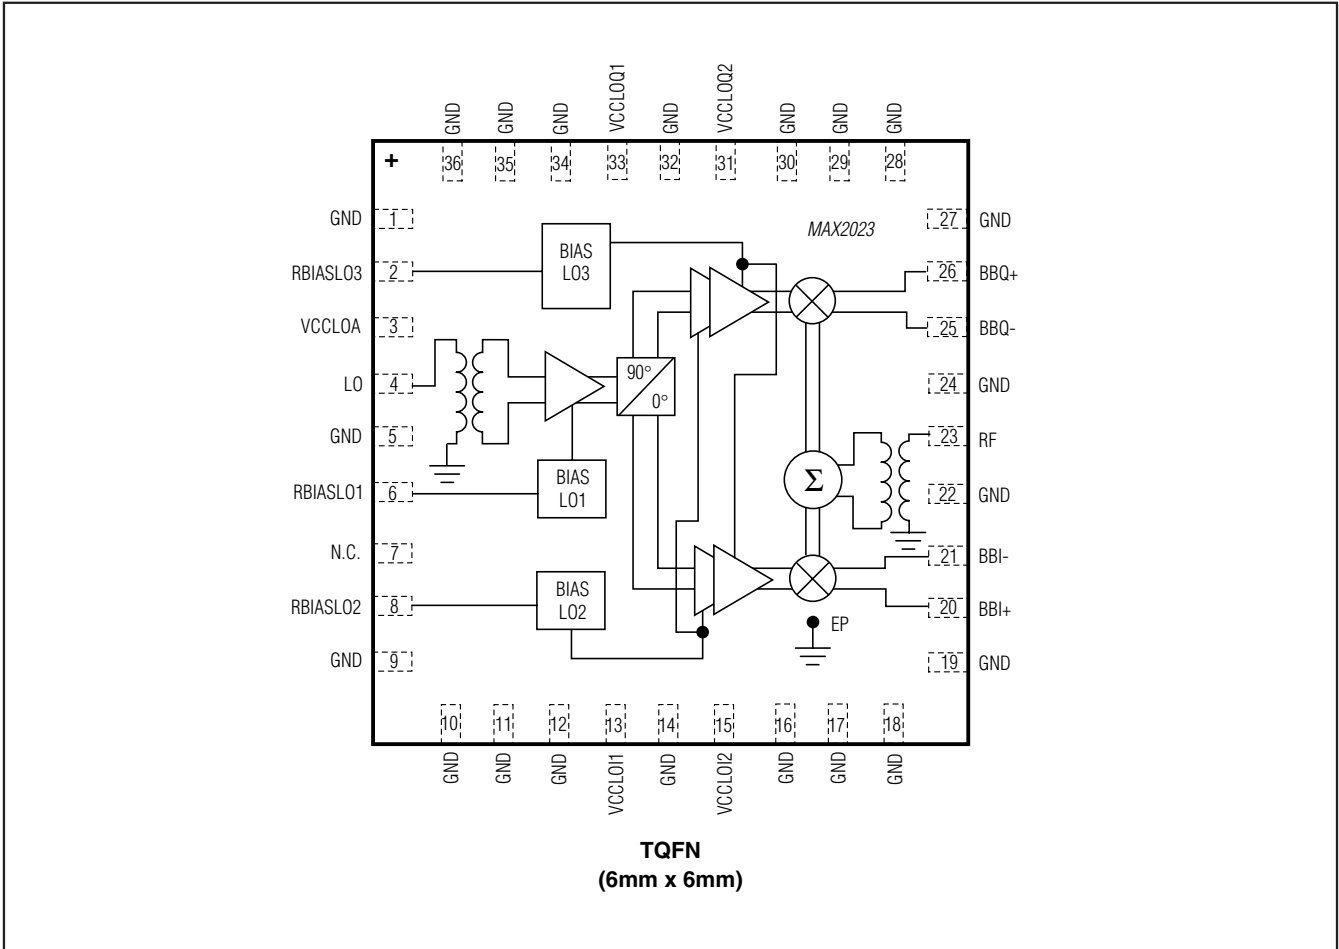 GND GND GND VCCLOQ1 GND VCCLOQ2 GND GND GND
+ 36 35 34 33 32 31 30 29 28
GND 1
MAX2023
27 GND
RBIASLO3 2
BIAS
LO3
26 BBQ+
VCCLOA 3
25 BBQ-
LO 4
90°
0°
24 GND
GND 5
23 RF
RBIASLO1 6
BIAS
LO1
Σ
22 GND
N.C. 7
21 BBI-
RBIASLO2 8
BIAS
LO2
20 BBI+
EP
GND 9
19 GND
10 11 12 13 14 15 16 17 18
GND GND GND VCCLOI1 GND VCCLOI2 GND GND GND
TQFN
(6mm x 6mm)